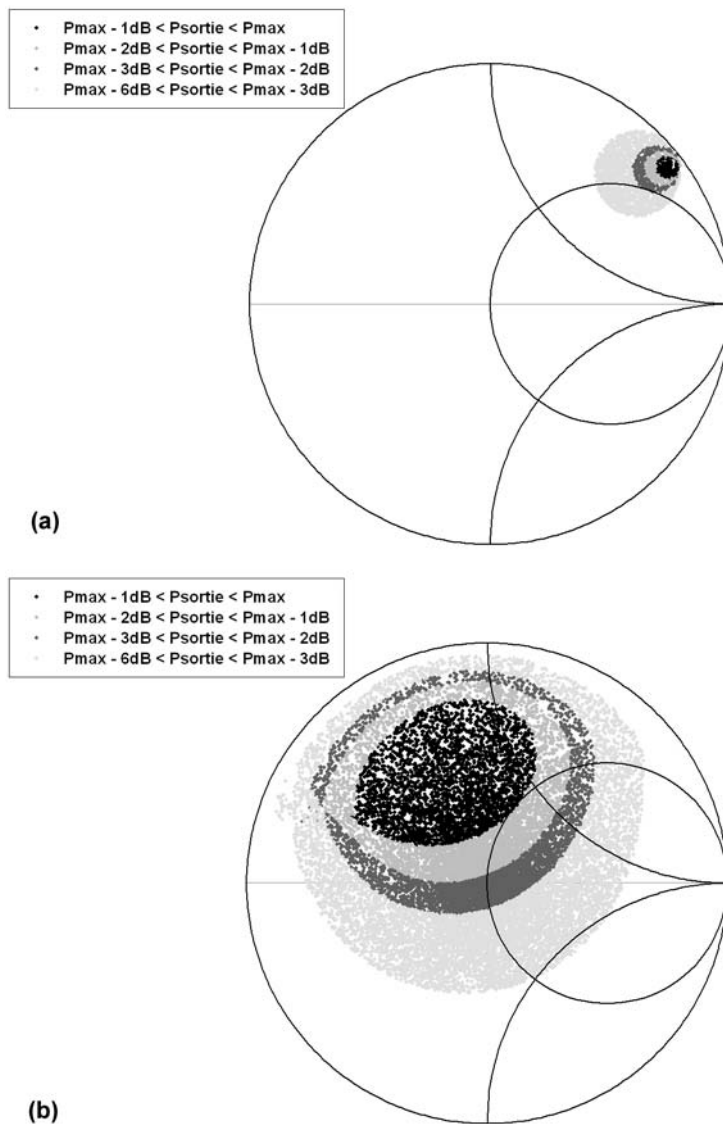 Pmax - 1dB < Psortie < Pmax
Pmax - 2dB < Psortie < Pmax - 1dB
Pmax - 3dB < Psortie < Pmax - 2dB
Pmax - 6dB < Psortie < Pmax - 3dB
(a)
Pmax - 1dB < Psortie < Pmax
Pmax - 2dB < Psortie < Pmax - 1dB
Pmax - 3dB < Psortie < Pmax - 2dB
Pmax - 6dB < Psortie < Pmax - 3dB
(b)